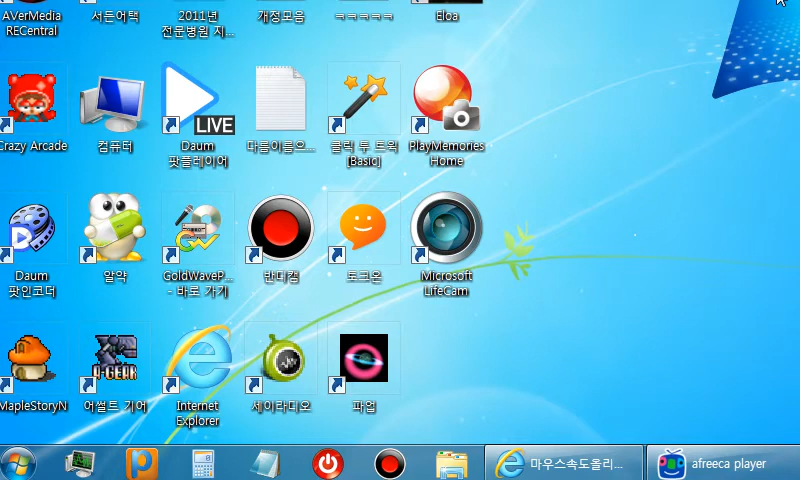 AVerMedia
RECentral
서든어택
2011년
전문병원 지...
개정모음
ㅋㅋㅋㅋㅋ
Eloa
LIVE
Crazy Arcade
컴퓨터
Daum
팟플레이어
다름이름으...
클릭 투 트윅
[Basic]
PlayMemories
Home
Daum
팟인코더
알약
GoldWaveP...
- 바로 가기
반디캠
토크온
Microsoft
LifeCam
A-GEAR
MapleStoryN
어썰트 기어
Internet
Explorer
세이라디오
파업
마우스속도올리...
afreeca player